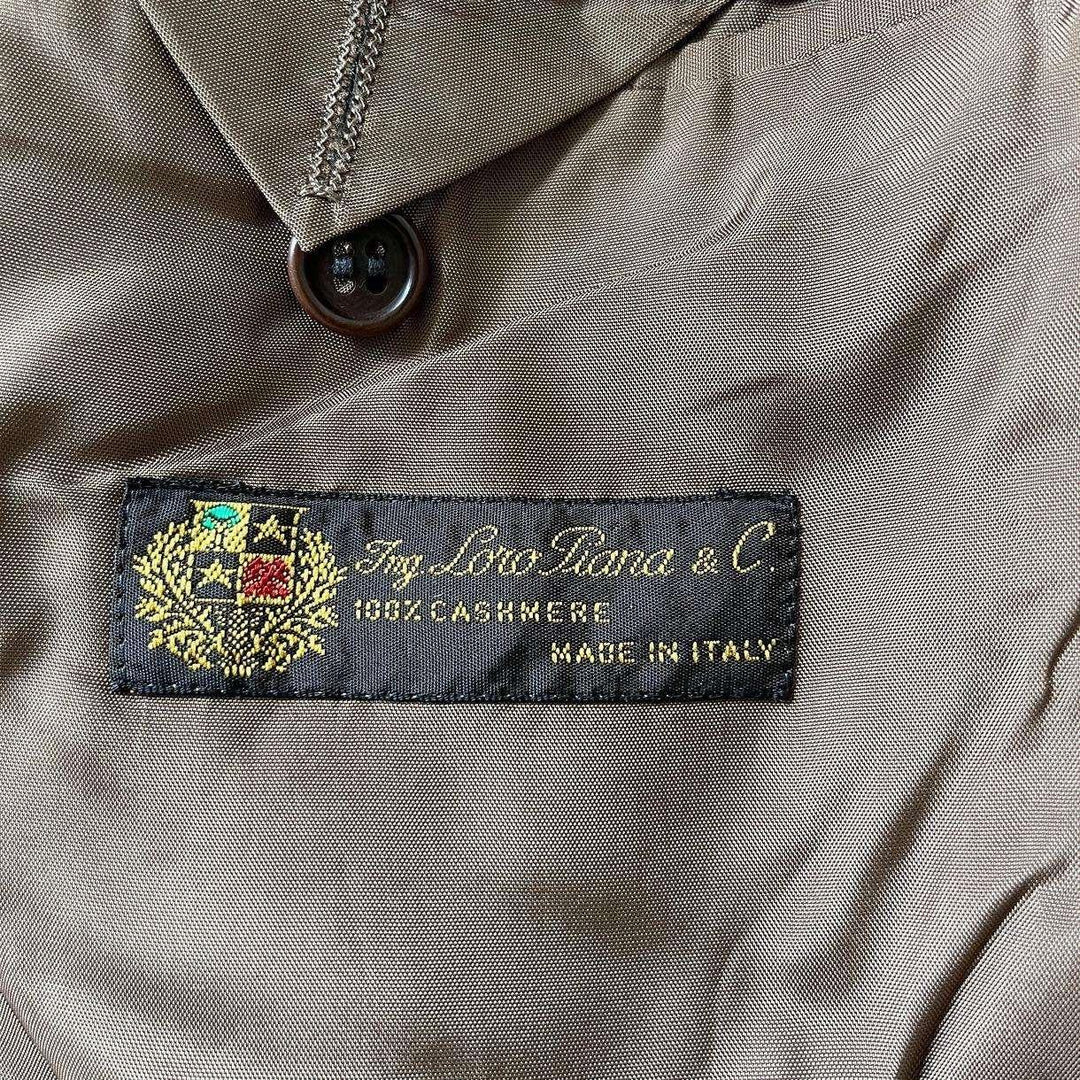 Ing Loro Piana & C.
100% CASHMERE
MADE IN ITALY